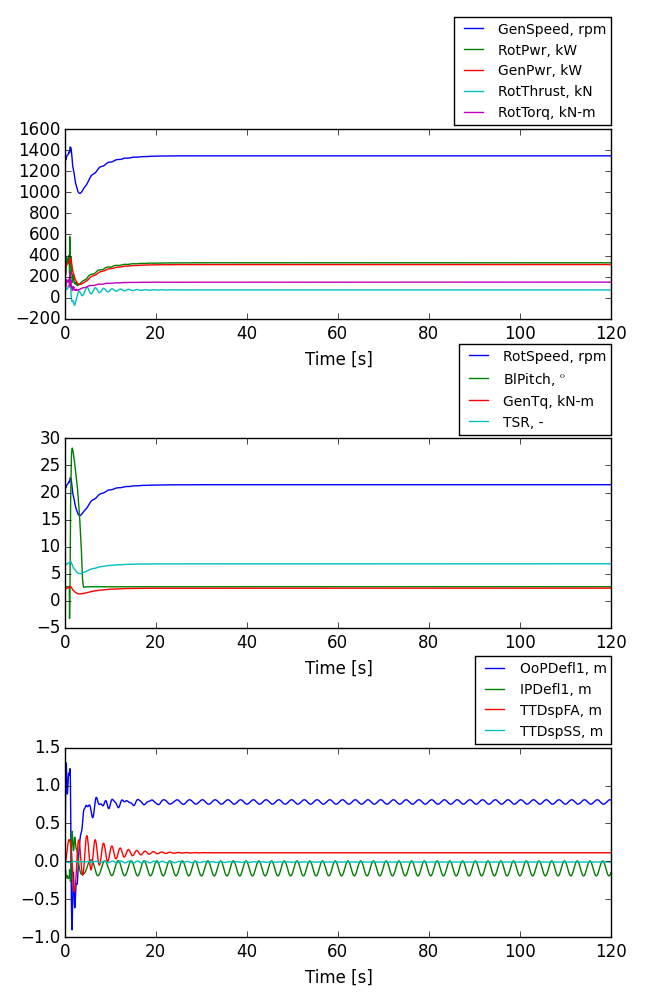 GenSpeed, rpm
RotPwr, kW
GenPwr, kW
RotThrust, kN
RotTorq, kN-m
1600
1400
1200
1000
800
600
400
200
0
−200
0 20 40 60 80 100 120
Time [s]
RotSpeed, rpm
BlPitch, °
GenTq, kN-m
TSR, -
30
25
20
15
10
5
0
−5
0 20 40 60 80 100 120
Time [s]
OoPDefl1, m
IPDefl1, m
TTDspFA, m
TTDspSS, m
1.5
1.0
0.5
0.0
−0.5
−1.0
0 20 40 60 80 100 120
Time [s]